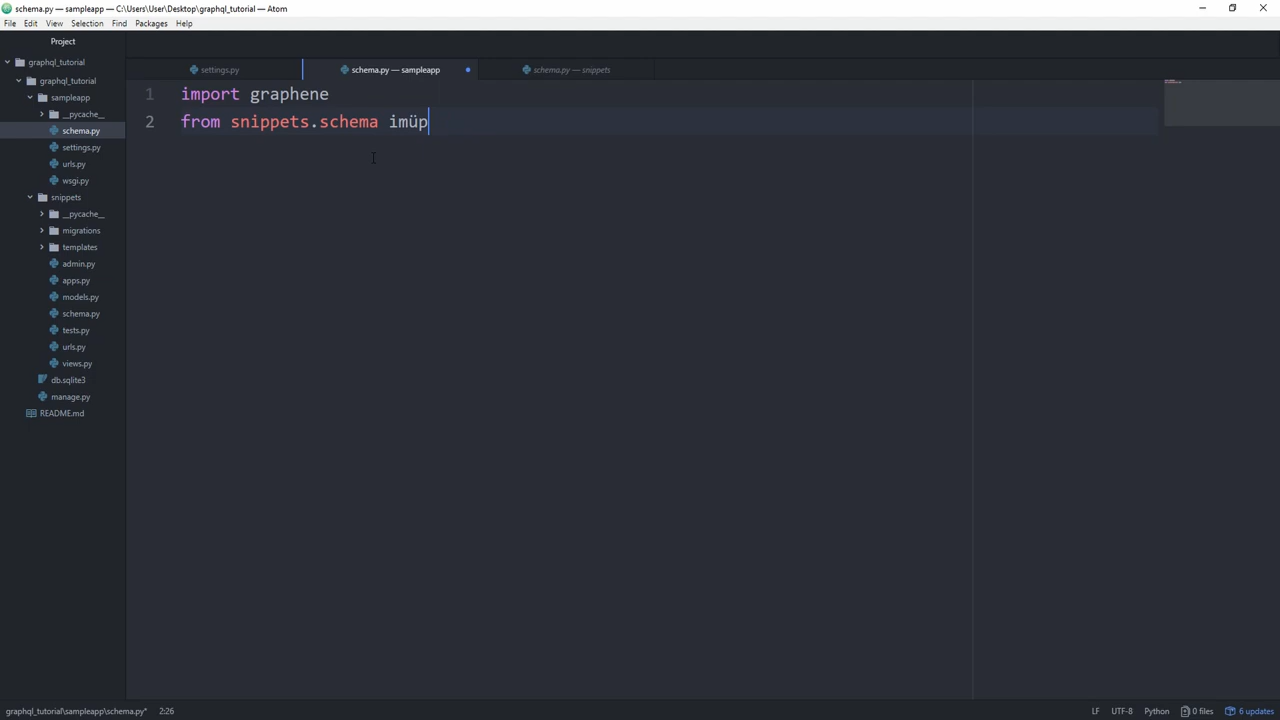 schema.py — sampleapp — C:\Users\User\Desktop\graphql_tutorial — Atom
File Edit View Selection Find Packages Help
Project
graphql_tutorial
graphql_tutorial
sampleapp
__pycache__
schema.py
settings.py
urls.py
wsgi.py
snippets
__pycache__
migrations
templates
admin.py
apps.py
models.py
schema.py
tests.py
urls.py
views.py
db.sqlite3
manage.py
README.md
settings.py schema.py — sampleapp schema.py — snippets
1 import graphene
2 from snippets.schema imüp
graphql_tutorial\sampleapp\schema.py* 2:26 LF UTF-8 Python 0 files 6 updates